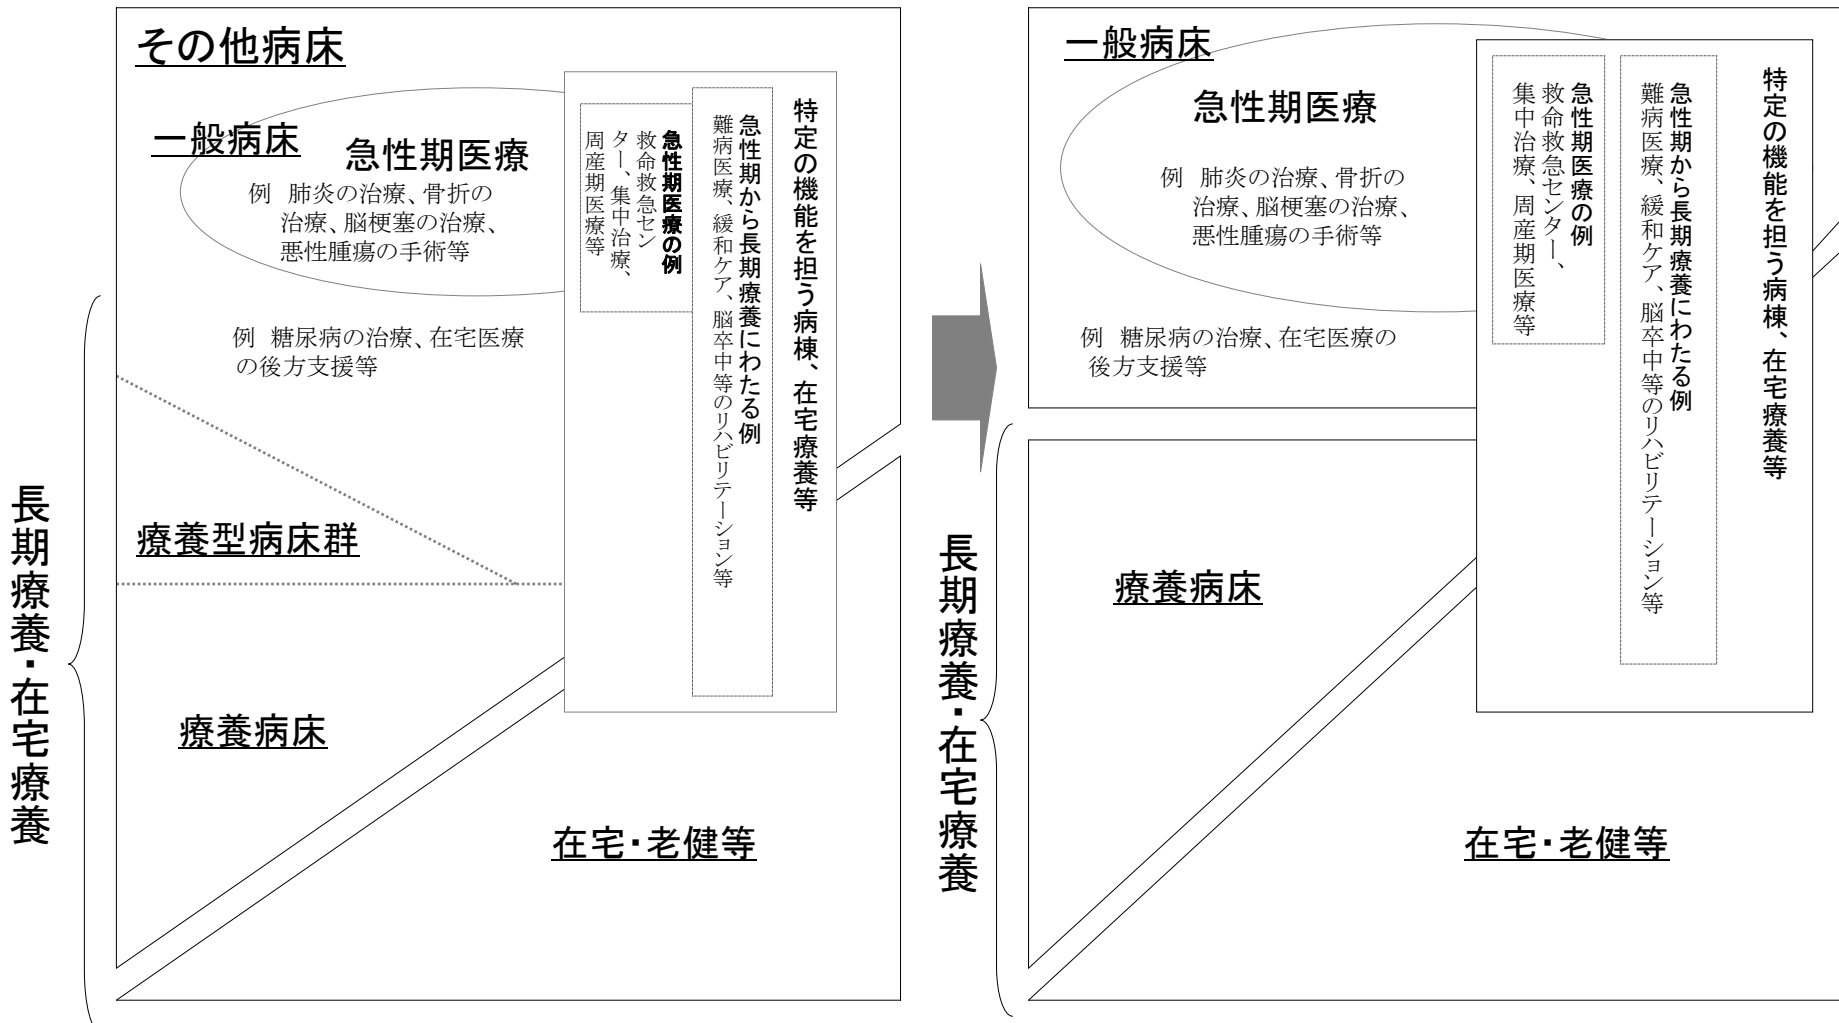 その他病床
一般病床
急性期医療
例 肺炎の治療、骨折の
治療、脳梗塞の治療、
悪性腫瘍の手術等
例 糖尿病の治療、在宅医療
の後方支援等
特定の機能を担う病棟、在宅療養等
急性期から長期療養にわたる例
難病医療、緩和ケア、脳卒中等のリハビリテーション等
急性期医療の例
救命救急セン
ター、集中治療、
周産期医療等
長期療養・在宅療養
療養型病床群
療養病床
在宅・老健等
一般病床
急性期医療
例 肺炎の治療、骨折の
治療、脳梗塞の治療、
悪性腫瘍の手術等
例 糖尿病の治療、在宅医療の
後方支援等
特定の機能を担う病棟、在宅療養等
急性期から長期療養にわたる例
難病医療、緩和ケア、脳卒中等のリハビリテーション等
急性期医療の例
救命救急センター、
集中治療、周産期医療等
長期療養・在宅療養
療養病床
在宅・老健等